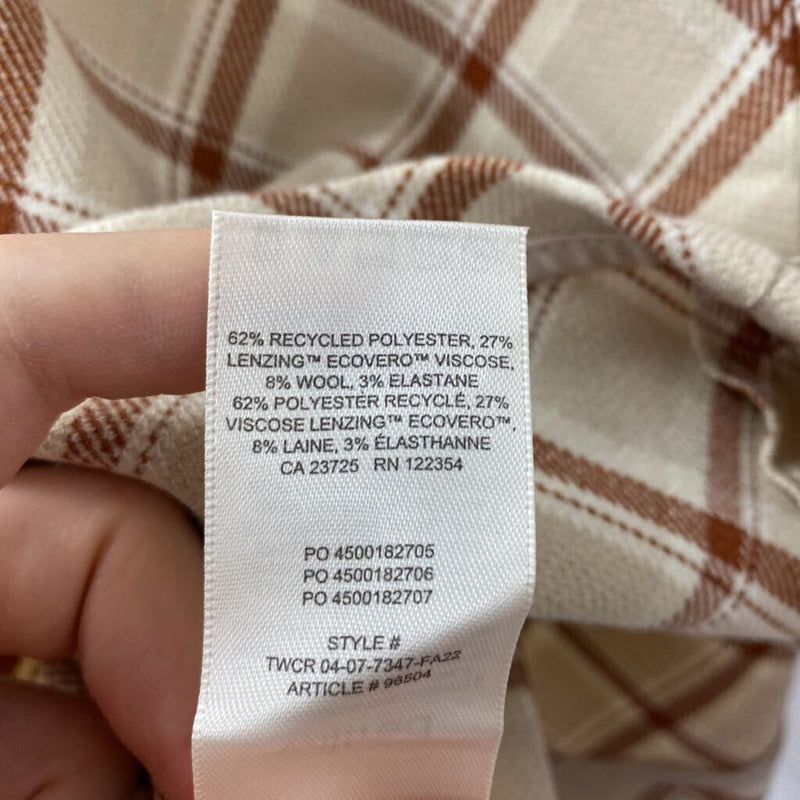 62% RECYCLED POLYESTER, 27%
LENZING™ ECOVERO™ VISCOSE,
8% WOOL, 3% ELASTANE
62% POLYESTER RECYCLÉ, 27%
VISCOSE LENZING™ ECOVERO™,
8% LAINE, 3% ÉLASTHANNE
CA 23725 RN 122354
PO 4500182705
PO 4500182706
PO 4500182707
STYLE #
TWCR 04-07-7347-FA22
ARTICLE # 96504